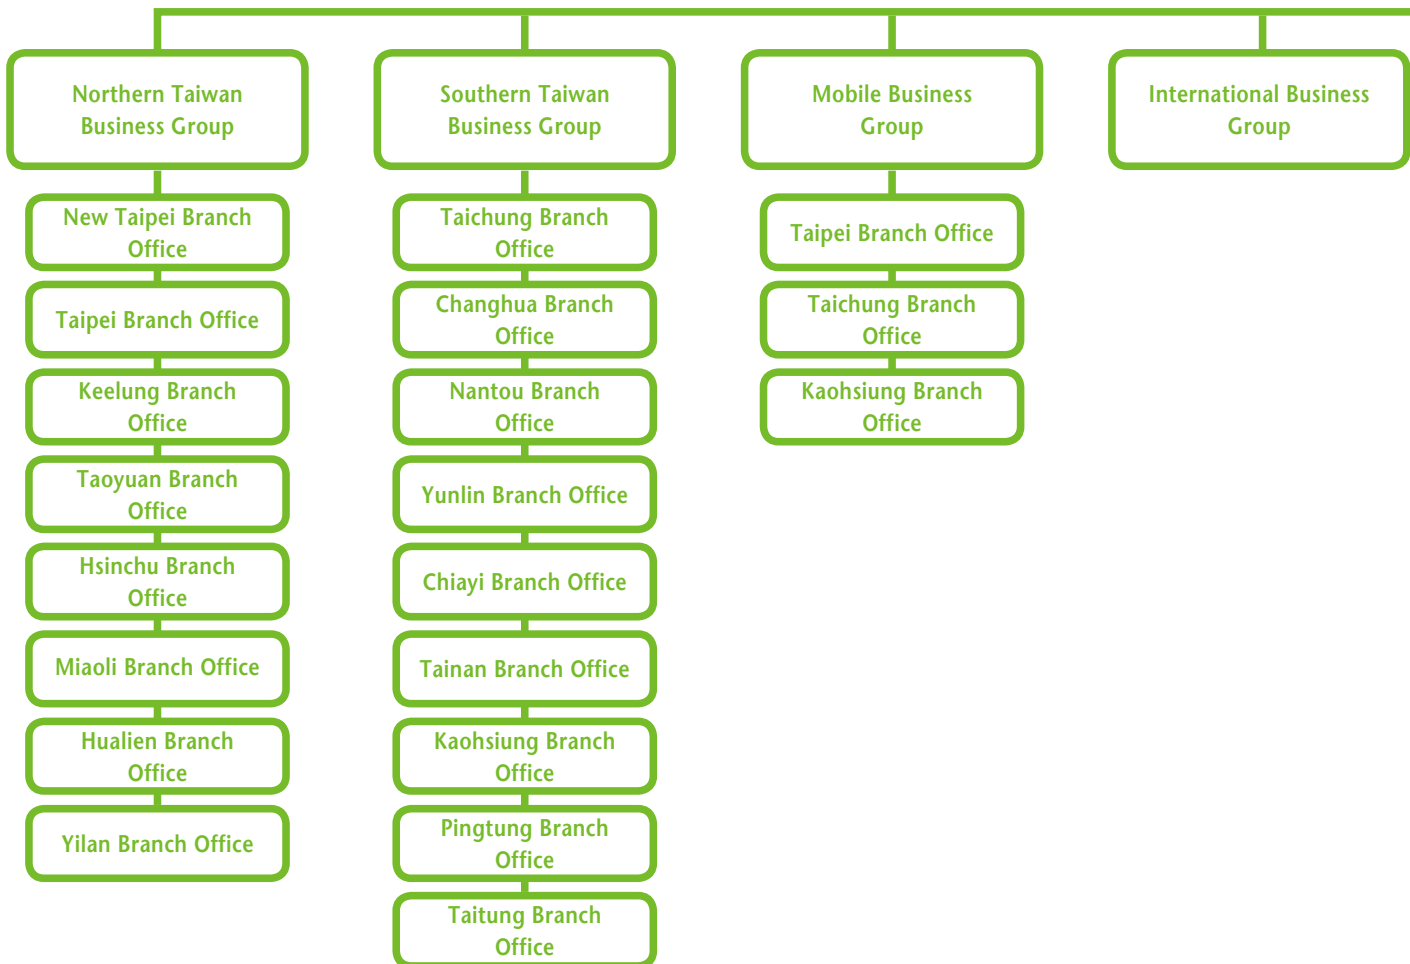 Northern Taiwan
Business Group
New Taipei Branch
Office
Taipei Branch Office
Keelung Branch
Office
Taoyuan Branch
Office
Hsinchu Branch
Office
Miaoli Branch Office
Hualien Branch
Office
Yilan Branch Office
Southern Taiwan
Business Group
Taichung Branch
Office
Changhua Branch
Office
Nantou Branch
Office
Yunlin Branch Office
Chiayi Branch Office
Tainan Branch Office
Kaohsiung Branch
Office
Pingtung Branch
Office
Taitung Branch
Office
Mobile Business
Group
Taipei Branch Office
Taichung Branch
Office
Kaohsiung Branch
Office
International Business
Group